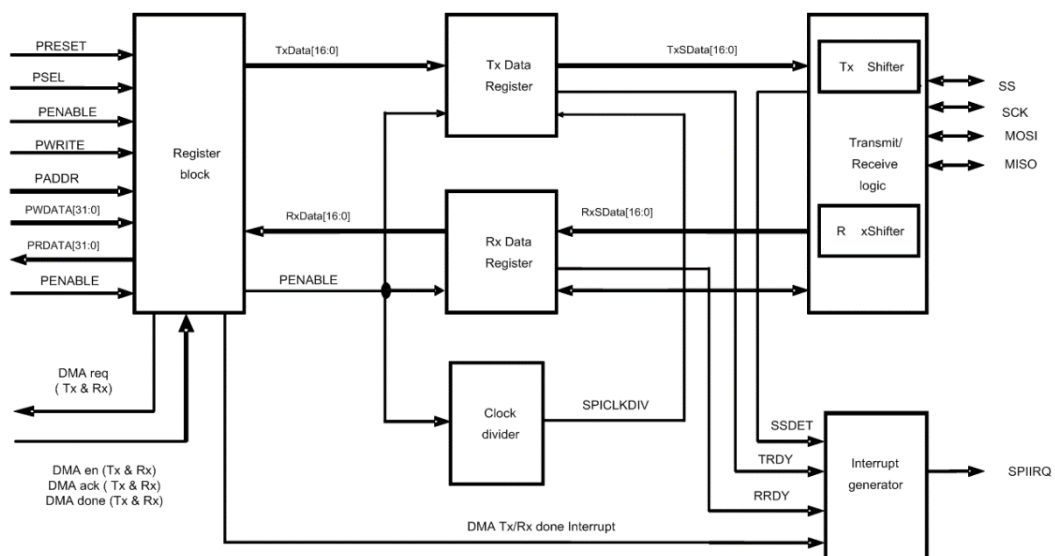 PRESET
PSEL
PENABLE
PWRITE
PADDR
PWDATA[31:0]
PRDATA[31:0]
PENABLE
Register
block
TxData[16:0]
RxData[16:0]
PENABLE
Tx Data
Register
Rx Data
Register
Clock
divider
TxSData[16:0]
RxSData[16:0]
SPICLKDIV
Tx Shifter
Transmit/
Receive
logic
R xShifter
SS
SCK
MOSI
MISO
DMA req
( Tx & Rx)
DMA en (Tx & Rx)
DMA ack ( Tx & Rx)
DMA done (Tx & Rx)
SSDET
TRDY
RRDY
DMA Tx/Rx done Interrupt
Interrupt
generator
SPIIRQ